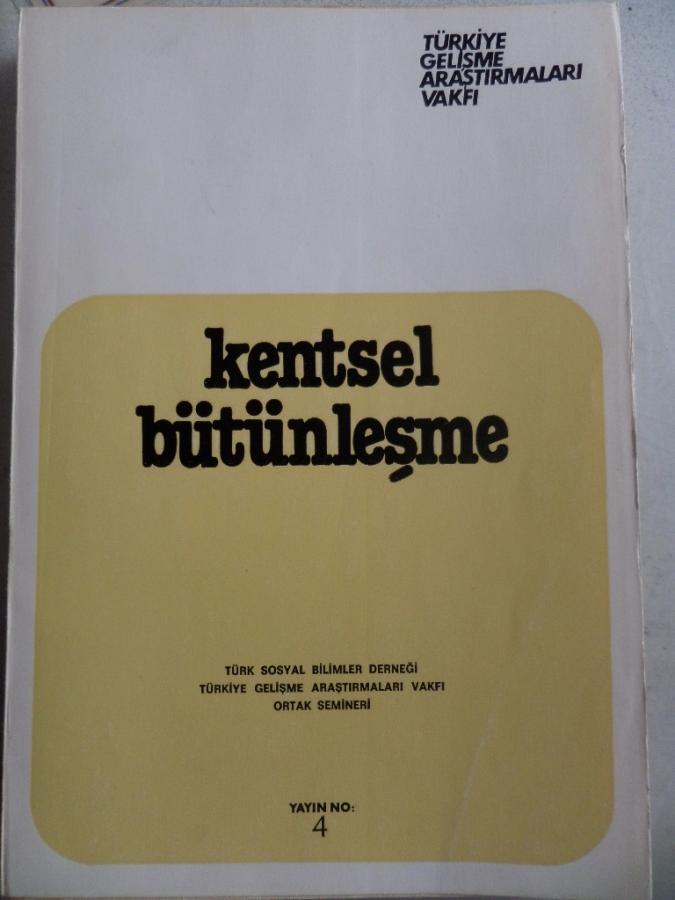 TÜRKİYE
GELİŞME
ARAŞTIRMALARI
VAKFI
kentsel
bütünleşme
TÜRK SOSYAL BİLİMLER DERNEĞİ
TÜRKİYE GELİŞME ARAŞTIRMALARI VAKFI
ORTAK SEMİNERİ
YAYIN NO:
4